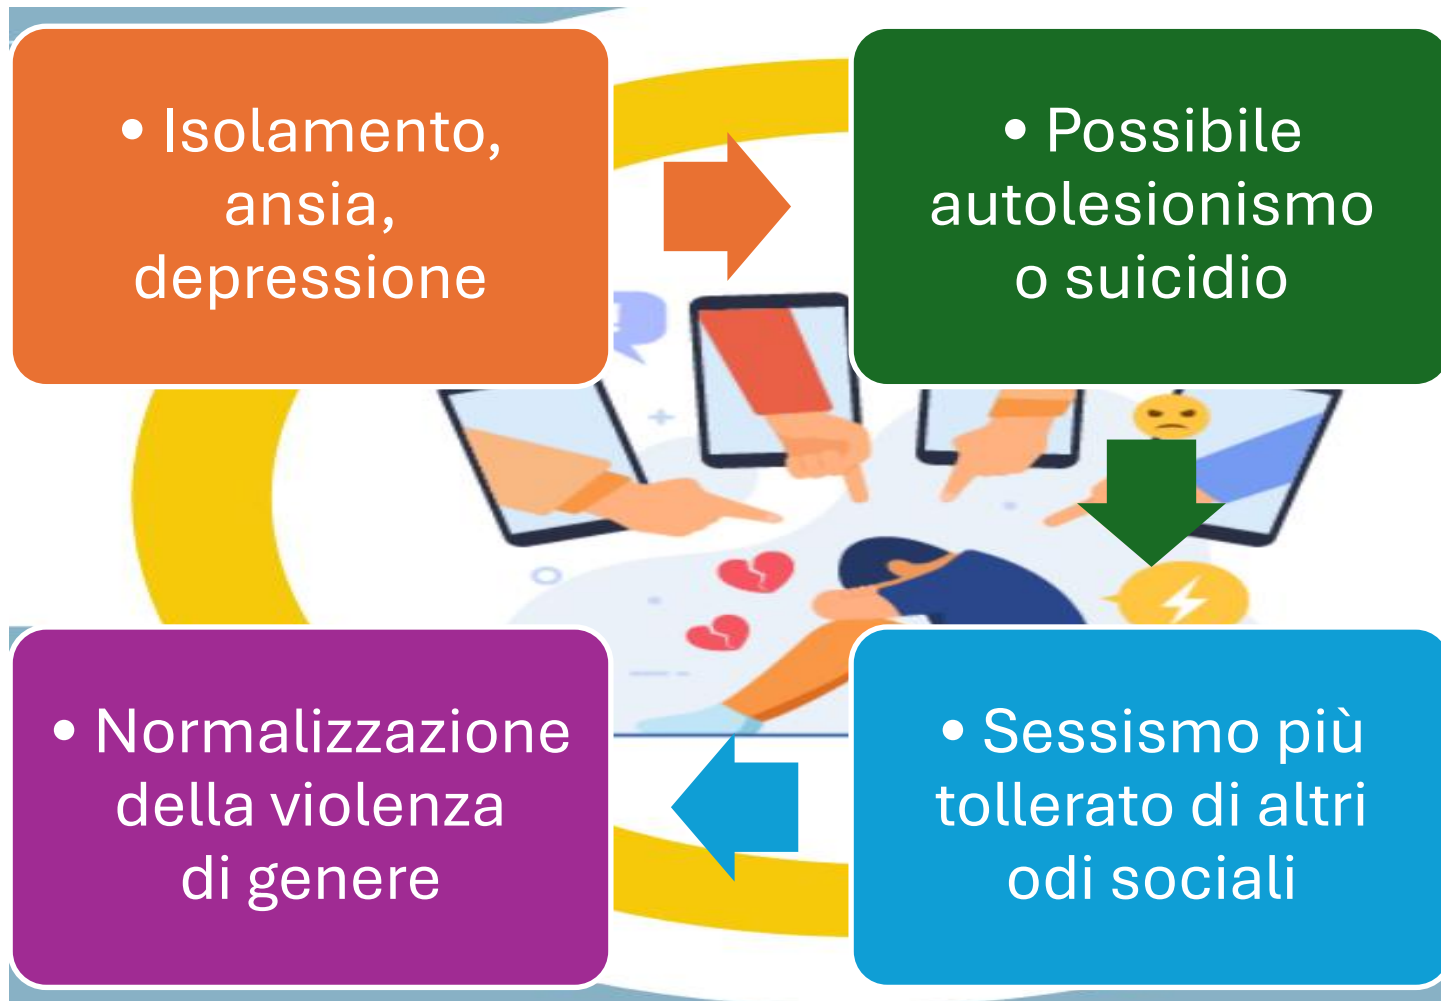 • Isolamento,
ansia,
depressione
• Possibile
autolesionismo
o suicidio
• Sessismo più
tollerato di altri
odi sociali
• Normalizzazione
della violenza
di genere